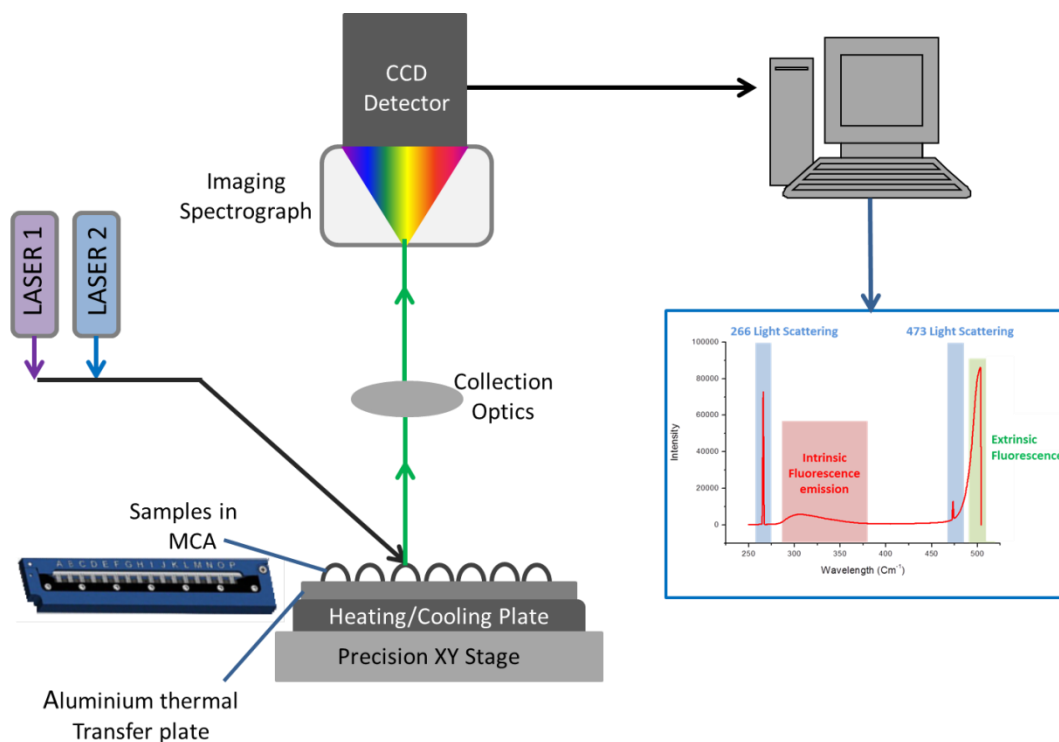 CCD
Detector
Imaging
Spectrograph
LASER 1
LASER 2
Collection
Optics
Samples in
MCA
A B C D E F G H I J K L M N O P
Heating/Cooling Plate
Precision XY Stage
Aluminium thermal
Transfer plate
266 Light Scattering
473 Light Scattering
100000
80000
60000
40000
20000
0
Intensity
Intrinsic
Fluorescence
emission
Extrinsic
Fluorescence
250
300
350
400
450
500
Wavelength (Cm⁻¹)